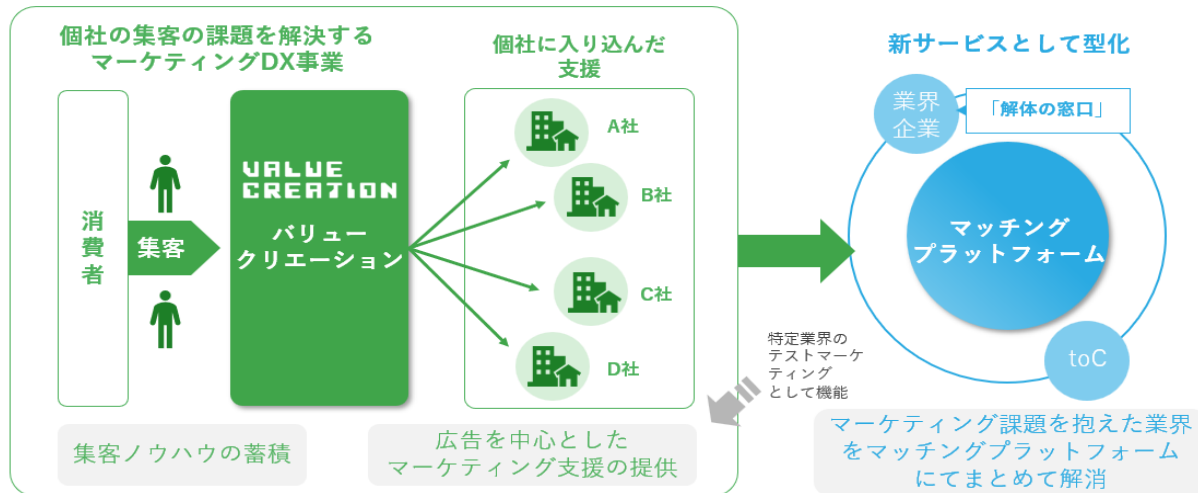 個社の集客の課題を解決する
マーケティングDX事業
消費者
集客
VALUE
CREATION
バリュー
クリエーション
個社に入り込んだ
支援
A社
B社
C社
D社
集客ノウハウの蓄積
広告を中心とした
マーケティング支援の提供
特定業界の
テストマーケ
ティング
として機能
新サービスとして型化
業界
企業
「解体の窓口」
マッチング
プラットフォーム
toC
マーケティング課題を抱えた業界
をマッチングプラットフォーム
にてまとめて解消